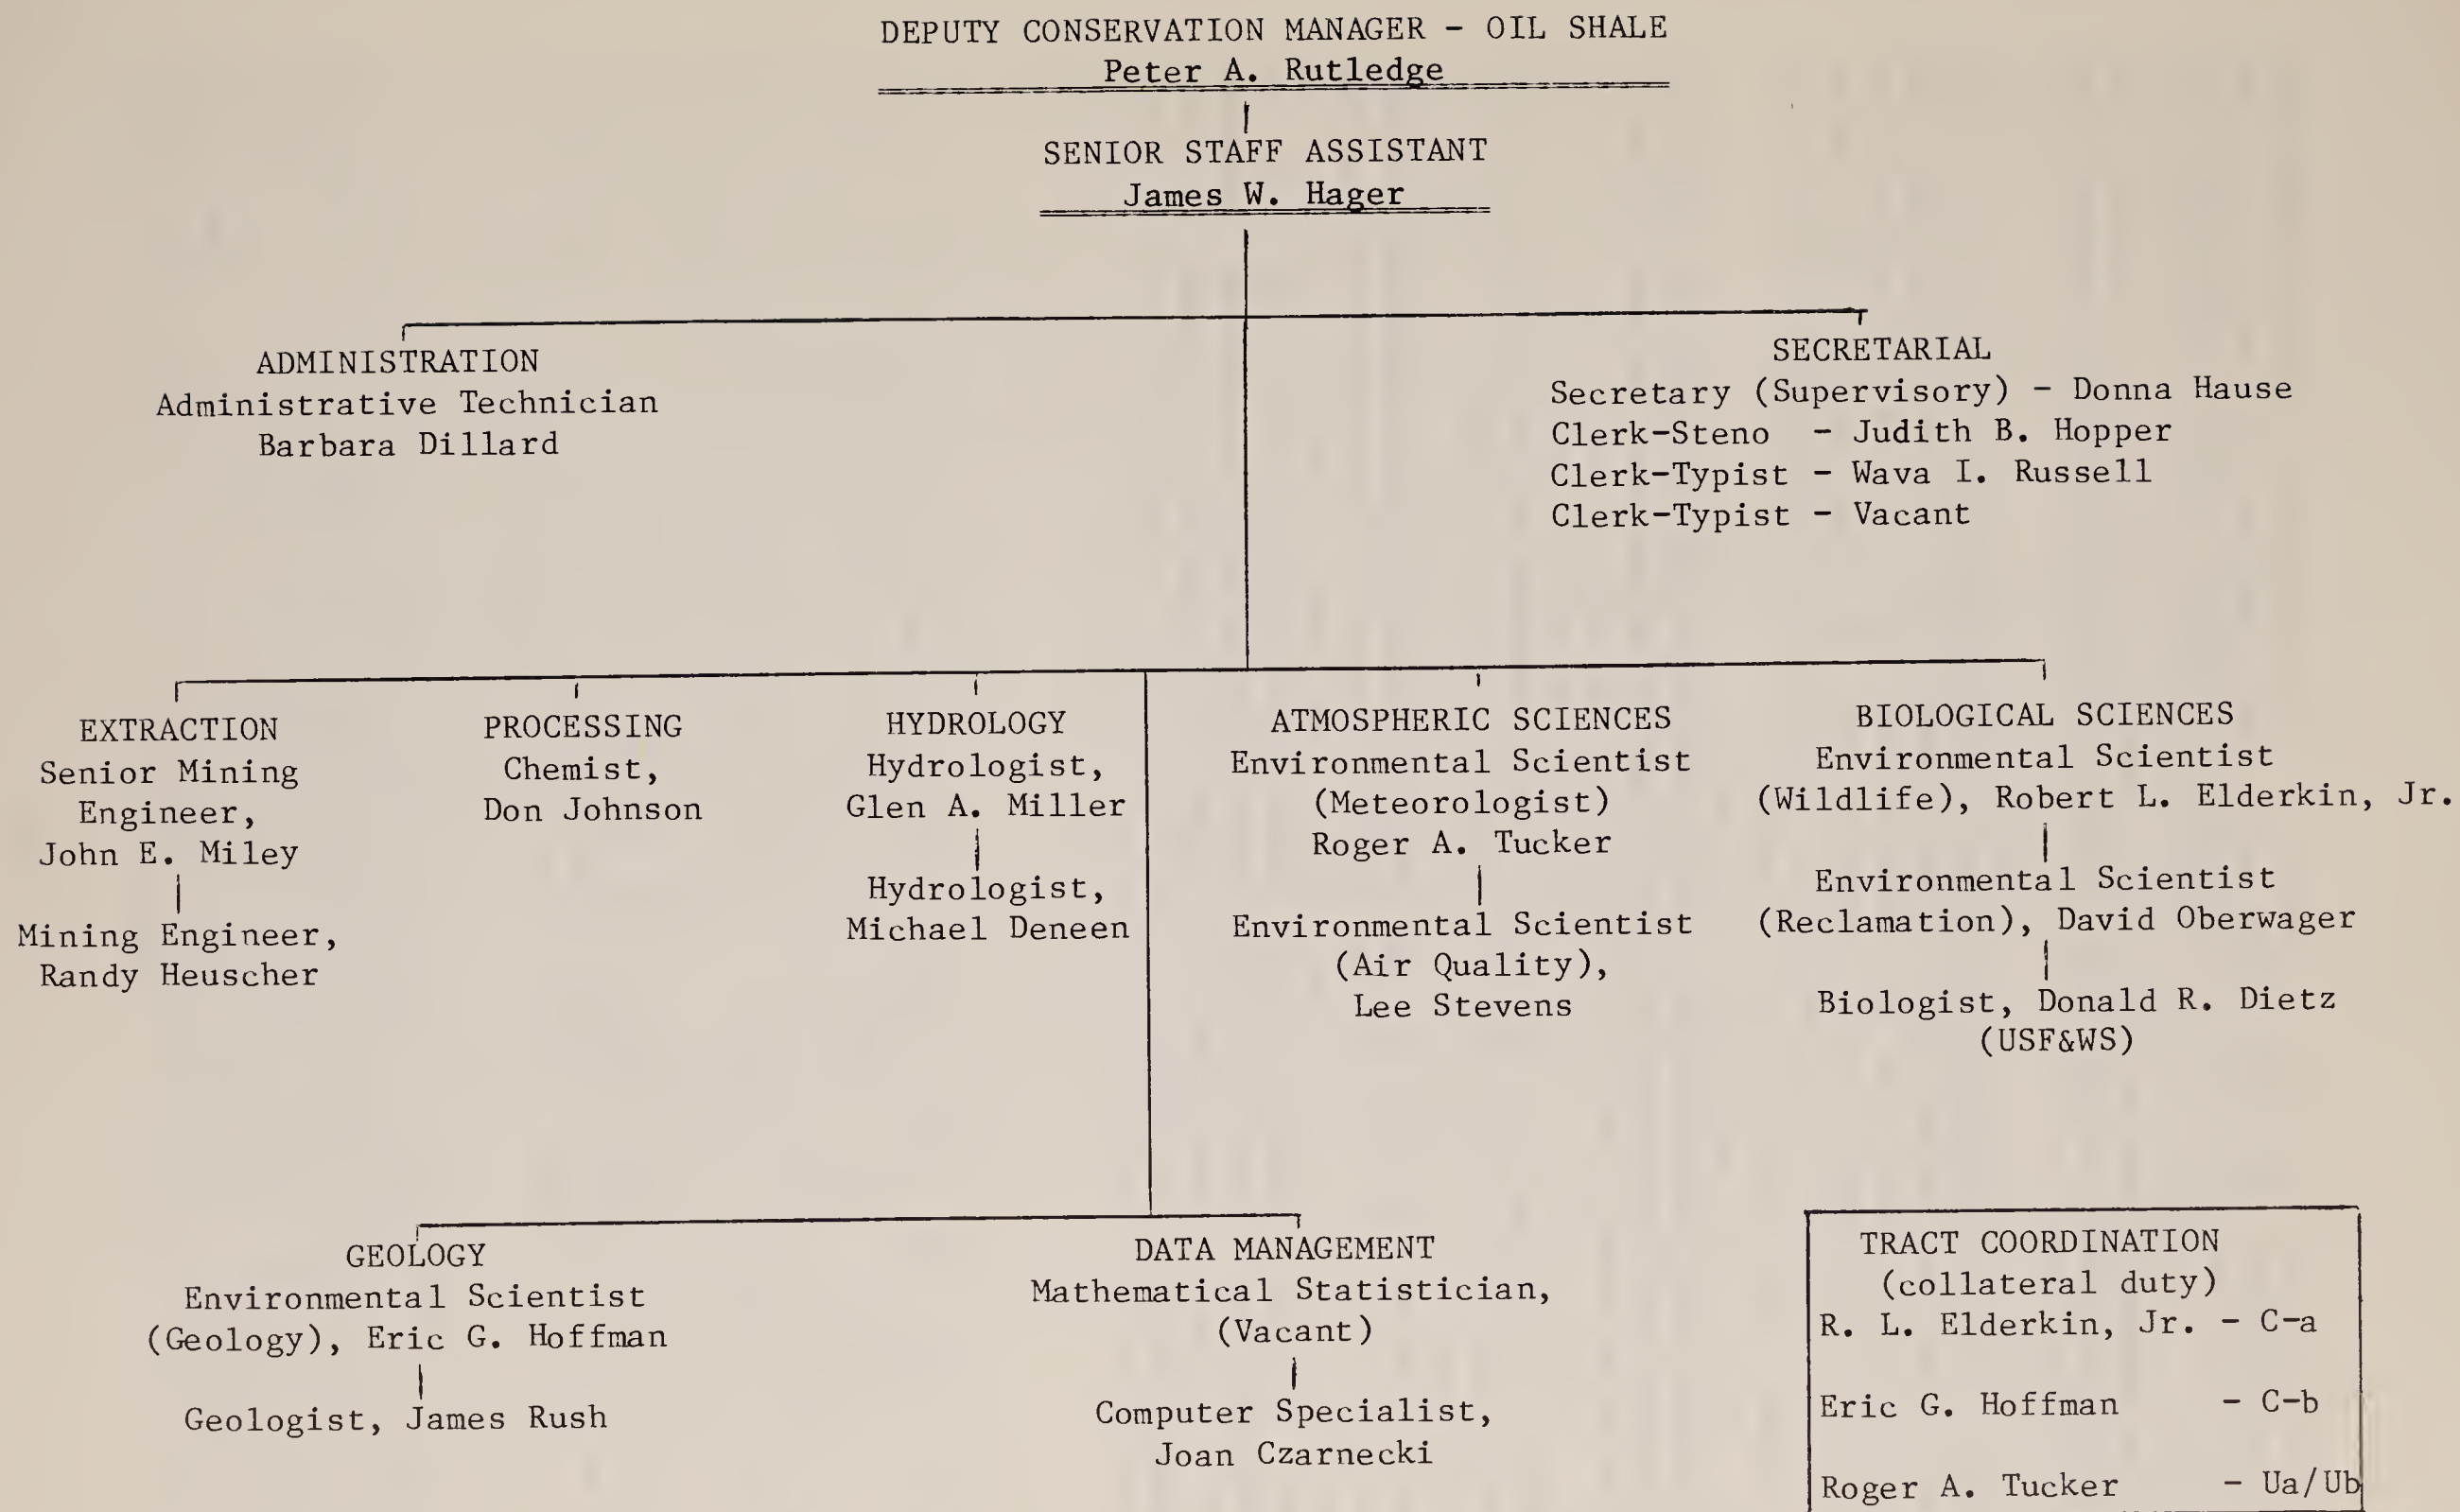 DEPUTY CONSERVATION MANAGER - OIL SHALE
Peter A. Rutledge
SENIOR STAFF ASSISTANT
James W. Hager
ADMINISTRATION
Administrative Technician
Barbara Dillard
SECRETARIAL
Secretary (Supervisory) - Donna Hause
Clerk-Steno - Judith B. Hopper
Clerk-Typist - Wava I. Russell
Clerk-Typist - Vacant
EXTRACTION
Senior Mining
Engineer,
John E. Miley
Mining Engineer,
Randy Heuscher
PROCESSING
Chemist,
Don Johnson
HYDROLOGY
Hydrologist,
Glen A. Miller
Hydrologist,
Michael Deneen
ATMOSPHERIC SCIENCES
Environmental Scientist
(Meteorologist)
Roger A. Tucker
Environmental Scientist
(Air Quality),
Lee Stevens
BIOLOGICAL SCIENCES
Environmental Scientist
(Wildlife), Robert L. Elderkin, Jr.
Environmental Scientist
(Reclamation), David Oberwager
Biologist, Donald R. Dietz
(USF&WS)
GEOLOGY
Environmental Scientist
(Geology), Eric G. Hoffman
Geologist, James Rush
DATA MANAGEMENT
Mathematical Statistician,
(Vacant)
Computer Specialist,
Joan Czarnecki
TRACT COORDINATION
(collateral duty)
R. L. Elderkin, Jr. - C-a
Eric G. Hoffman - C-b
Roger A. Tucker - Ua/Ub